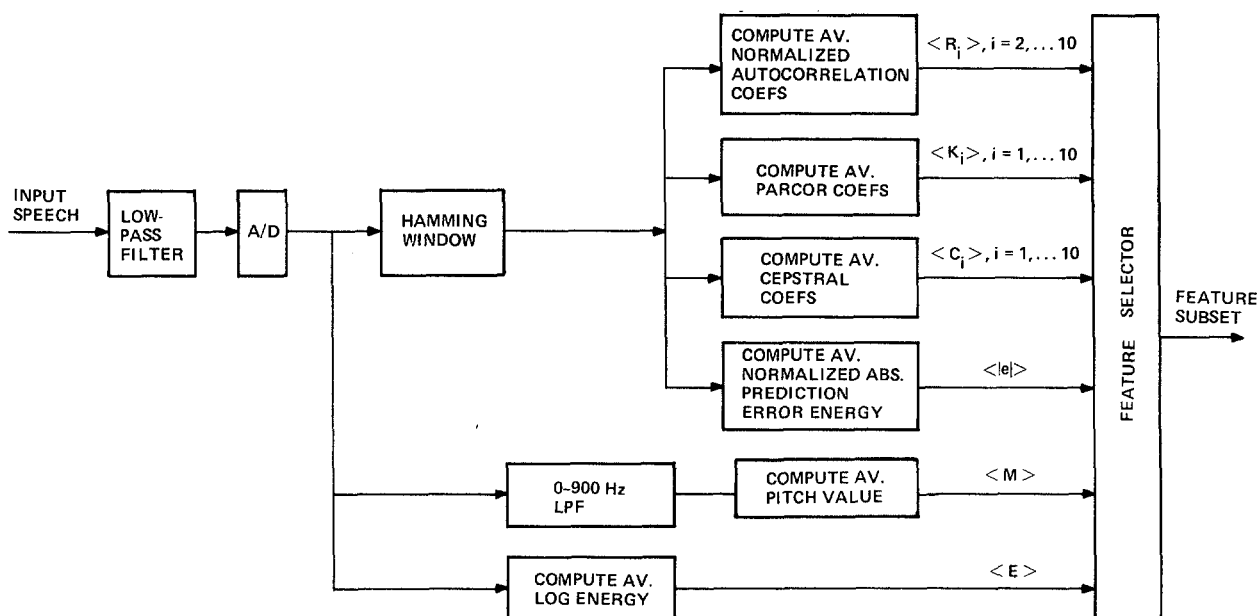 INPUT
SPEECH
LOW-
PASS
FILTER
A/D
HAMMING
WINDOW
COMPUTE AV.
NORMALIZED
AUTOCORRELATION
COEFS
< R_i >, i = 2, . . . 10
COMPUTE AV.
PARCOR COEFS
< K_i >, i = 1, . . . 10
COMPUTE AV.
CEPSTRAL
COEFS
< C_i >, i = 1, . . . 10
COMPUTE AV.
NORMALIZED ABS.
PREDICTION
ERROR ENERGY
<|e|>
0~900 Hz
LPF
COMPUTE AV.
PITCH VALUE
< M >
COMPUTE AV.
LOG ENERGY
< E >
FEATURE SELECTOR
FEATURE
SUBSET